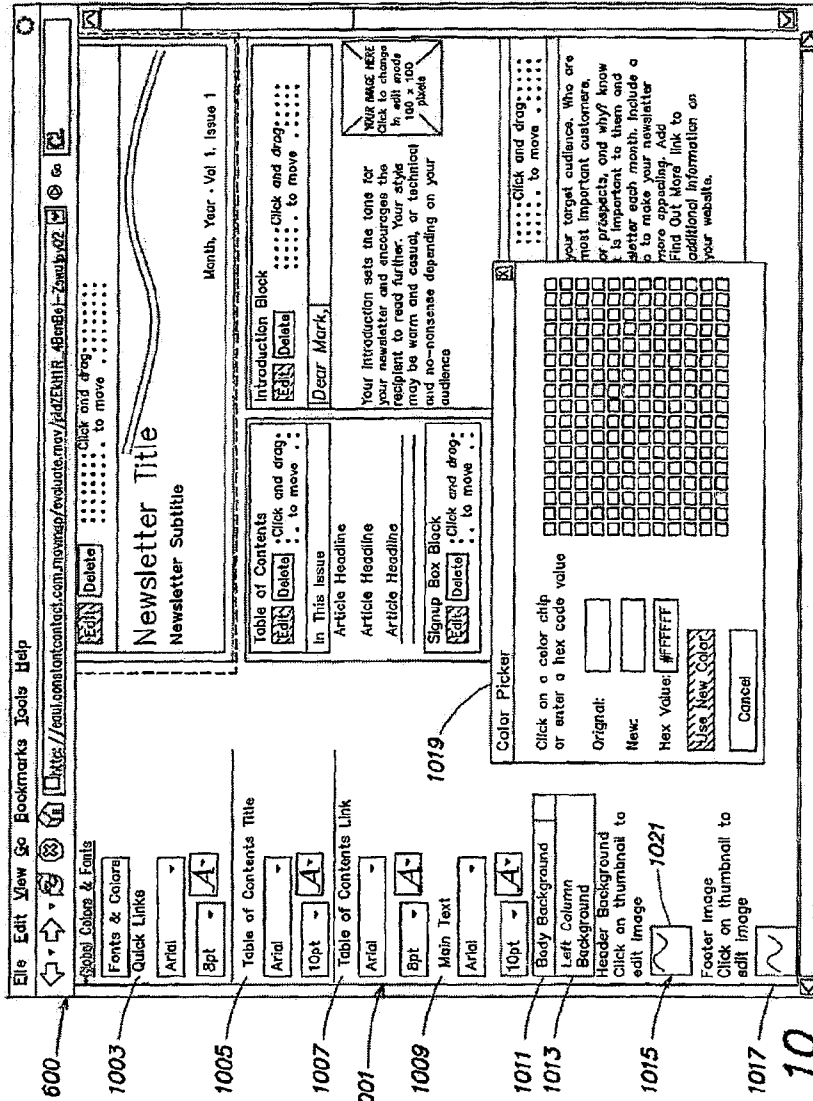 File Edit View Go Bookmarks Tools Help
Go
600
Global Colors & Fonts
Fonts & Colors
1003
Quick Links
Arial
8pt A
1005
Table of Contents Title
Arial
10pt A
1007
Table of Contents Link
Arial
8pt A
001
1009
Main Text
Arial
10pt A
1011
Body Background
1013
Left Column
Background
Header Background
Click on thumbnail to
edit image
1015
1021
Footer Image
Click on thumbnail to
edit image
1017
10
Edit Delete
Click and drag
to move
Newsletter Title
Newsletter Subtitle
Month, Year - Vol 1, Issue 1
Table of Contents
Edit Delete
Click and drag
to move
In This Issue
Article Headline
Article Headline
Article Headline
Signup Box Block
Edit Delete
Click and drag
to move
Introduction Block
Edit Delete
Click and drag
to move
Dear Mark,
Your Introduction sets the tone for
your newsletter and encourages the
recipient to read further. Your style
may be warm and casual, or technical
and no-nonsense depending on your
audience
YOUR IMAGE HERE
Click to change
in edit mode
100 x 100
pixels
Click and drag
to move
your target audience. Who are
most important customers,
or prospects, and why? know
is important to them and
sletter each month. Include a
to make your newsletter
more appealing. Add
Find Out More' link to
additional information on
your website.
1019
Color Picker
Click on a color chip
or enter a hex code value
Orignal:
New:
Hex Value: #FFFFFF
Use New Color
Cancel